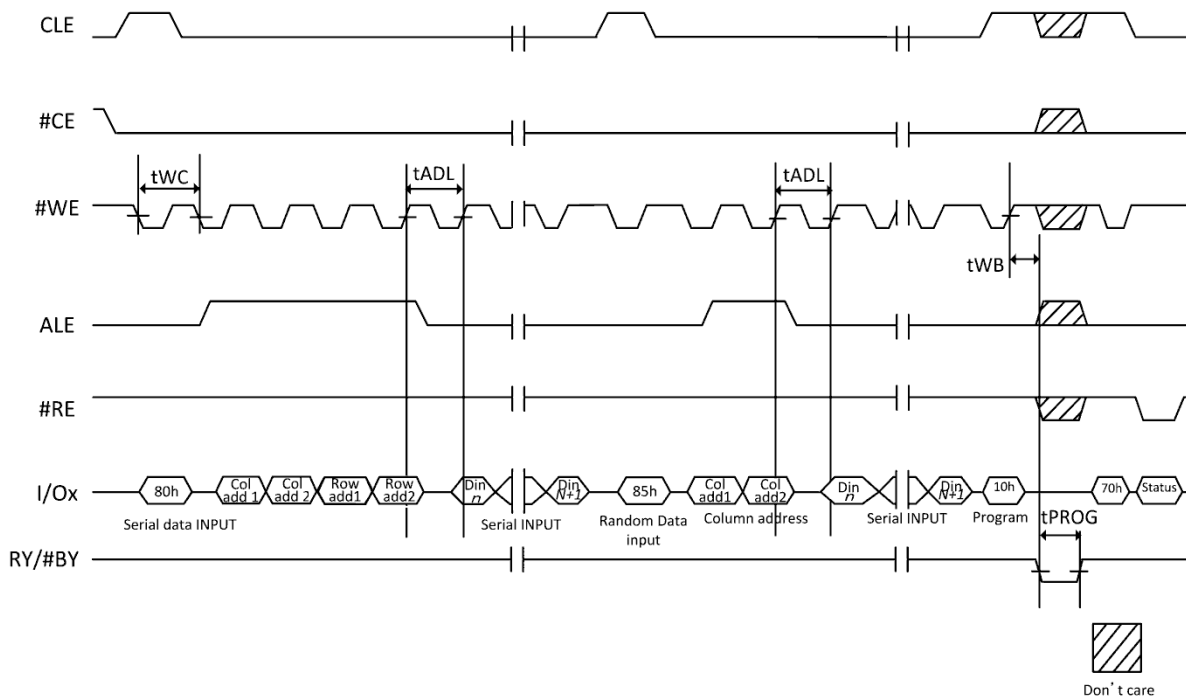 CLE
#CE
tWC
tADL
tADL
#WE
tWB
ALE
#RE
I/Ox
80h
Col
add 1
Col
add 2
Row
add1
Row
add2
Din
n
Din
N+1
85h
Col
add1
Col
add2
Din
n
Din
N+1
10h
70h
Status
Serial data INPUT
Serial INPUT
Random Data
input
Column address
Serial INPUT
Program
tPROG
RY/#BY
Don't care